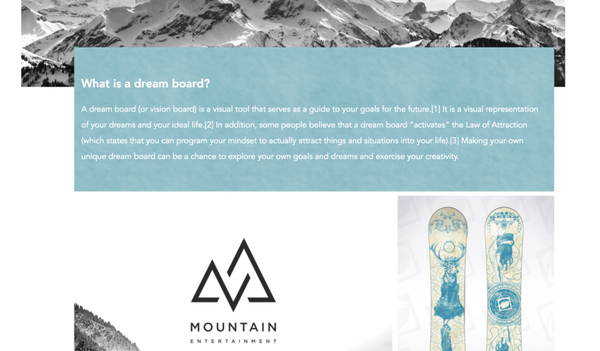 What is a dream board?
A dream board (or vision board) is a visual tool that serves as a guide to your goals for the future.[1] It is a visual representation
of your dreams and your ideal life.[2] In addition, some people believe that a dream board "activates" the Law of Attraction
(which states that you can program your mindset to actually attract things and situations into your life).[3] Making your own
unique dream board can be a chance to explore your own goals and dreams and exercise your creativity.
MOUNTAIN
ENTERTAINMENT